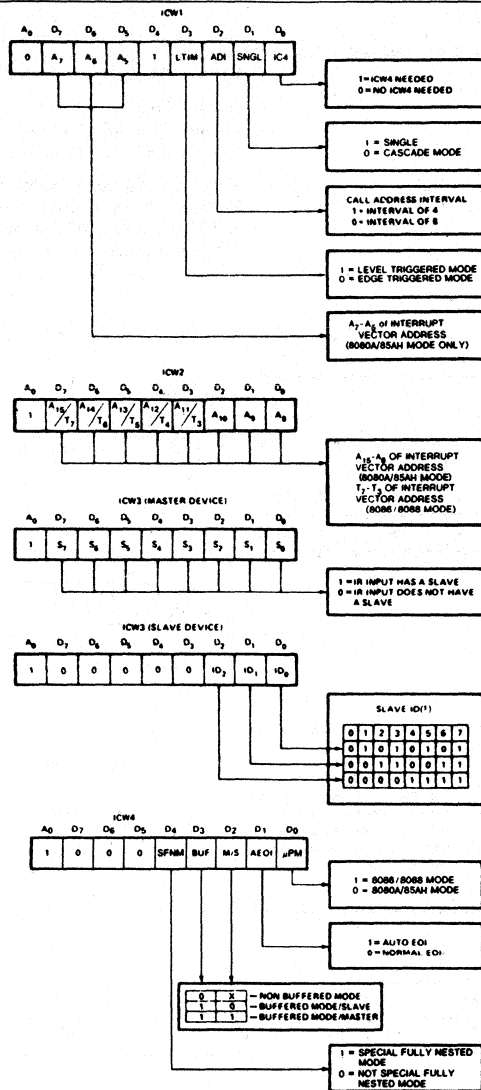 ICW1
A0 D7 D6 D5 D4 D3 D2 D1 D0
0 A7 A6 A5 1 LTIM ADI SNGL IC4
1 = ICW4 NEEDED
0 = NO ICW4 NEEDED
1 = SINGLE
0 = CASCADE MODE
CALL ADDRESS INTERVAL
1 = INTERVAL OF 4
0 = INTERVAL OF 8
1 = LEVEL TRIGGERED MODE
0 = EDGE TRIGGERED MODE
A7-A5 of INTERRUPT
VECTOR ADDRESS
(8080A/85AH MODE ONLY)
ICW2
A0 D7 D6 D5 D4 D3 D2 D1 D0
1 A15/T7 A14/T6 A13/T5 A12/T4 A11/T3 A10 A9 A8
A15-A8 OF INTERRUPT
VECTOR ADDRESS
(8080A/85AH MODE)
T7-T3 OF INTERRUPT
VECTOR ADDRESS
(8086/8088 MODE)
ICW3 (MASTER DEVICE)
A0 D7 D6 D5 D4 D3 D2 D1 D0
1 S7 S6 S5 S4 S3 S2 S1 S0
1 = IR INPUT HAS A SLAVE
0 = IR INPUT DOES NOT HAVE
A SLAVE
ICW3 (SLAVE DEVICE)
A0 D7 D6 D5 D4 D3 D2 D1 D0
1 0 0 0 0 0 ID2 ID1 ID0
SLAVE ID(1)
0 1 2 3 4 5 6 7
0 1 0 1 0 1 0 1
0 0 1 1 0 0 1 1
0 0 0 0 1 1 1 1
ICW4
A0 D7 D6 D5 D4 D3 D2 D1 D0
1 0 0 0 SFNM BUF M/S AEOI μPM
1 = 8086/8088 MODE
0 = 8080A/85AH MODE
1 = AUTO EOI
0 = NORMAL EOI
0 X - NON BUFFERED MODE
1 0 - BUFFERED MODE/SLAVE
1 1 - BUFFERED MODE/MASTER
1 = SPECIAL FULLY NESTED
MODE
0 = NOT SPECIAL FULLY
NESTED MODE